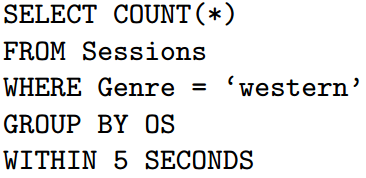 SELECT COUNT(*)
FROM Sessions
WHERE Genre = ‘western’
GROUP BY OS
WITHIN 5 SECONDS